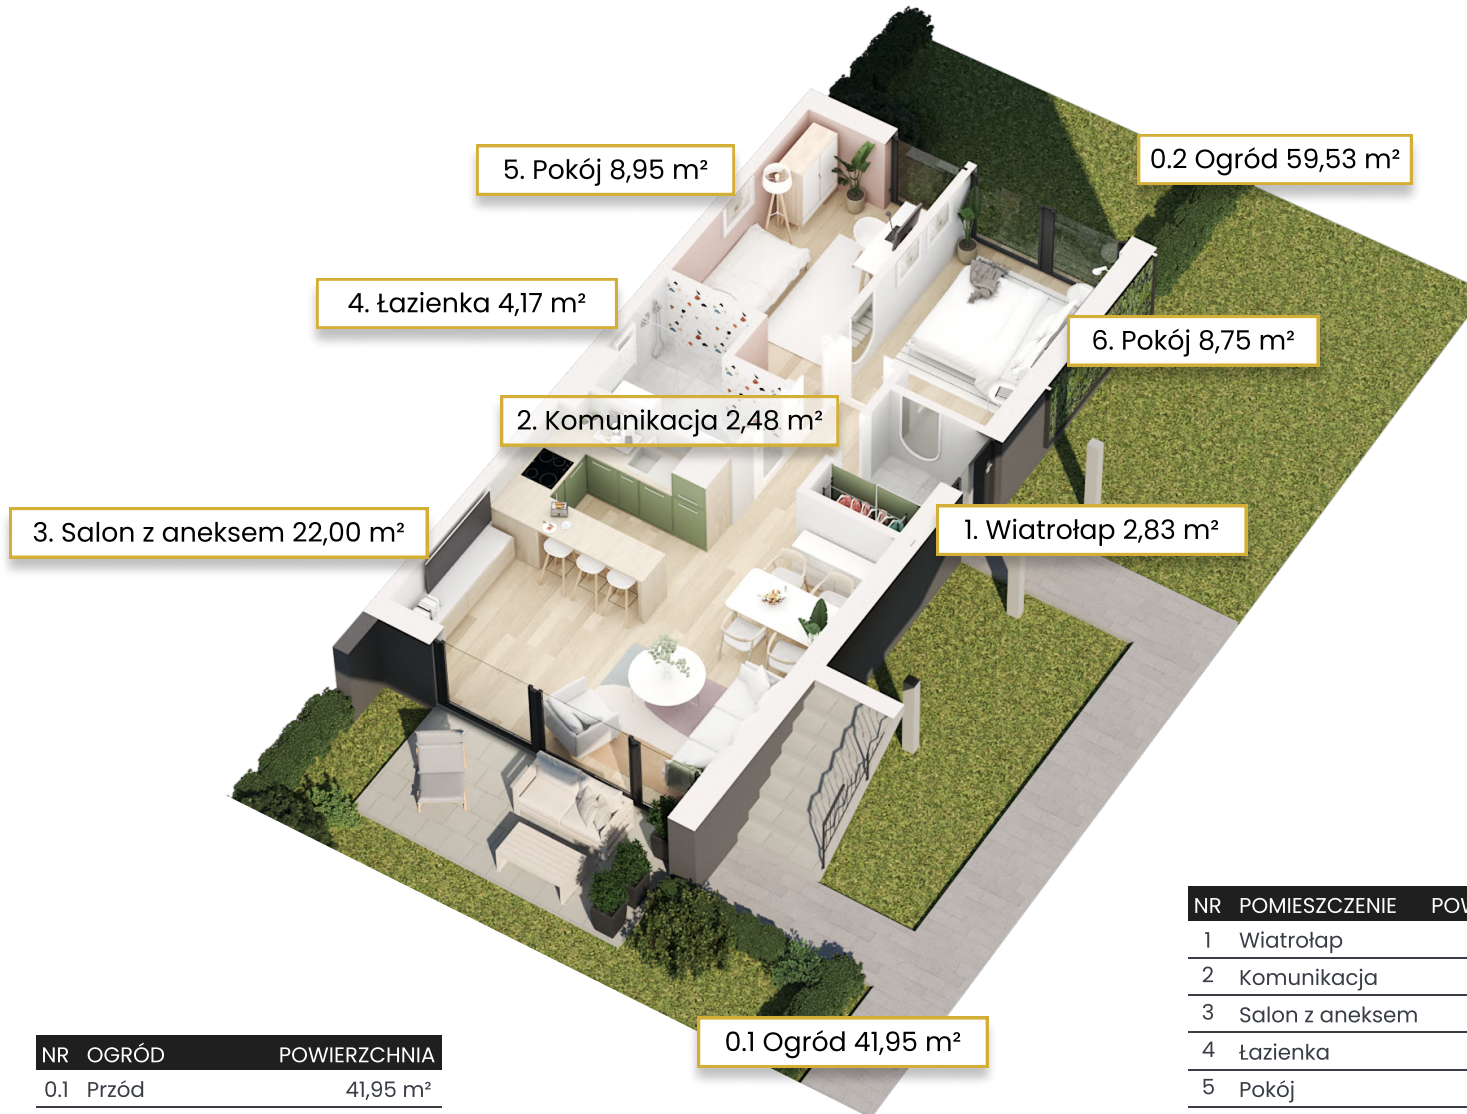 5. Pokój 8,95 m²
0.2 Ogród 59,53 m²
4. Łazienka 4,17 m²
6. Pokój 8,75 m²
2. Komunikacja 2,48 m²
3. Salon z aneksem 22,00 m²
1. Wiatrołap 2,83 m²
0.1 Ogród 41,95 m²
NR OGRÓD POWIERZCHNIA
0.1 Przód 41,95 m²
NR POMIESZCZENIE
1 Wiatrołap
2 Komunikacja
3 Salon z aneksem
4 Łazienka
5 Pokój